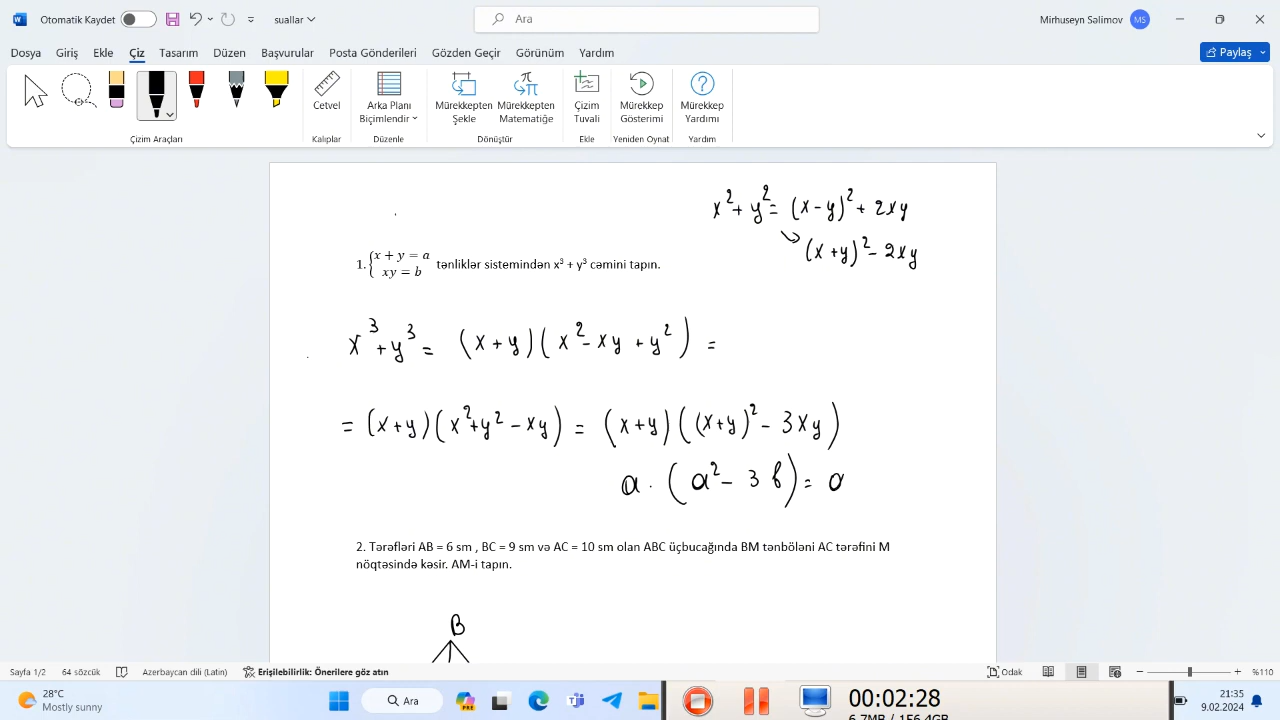 Otomatik Kaydet
suallar
Ara
Mirhuseyn Səlimov
MS
Dosya Giriş Ekle Çiz Tasarım Düzen Başvurular Posta Gönderileri Gözden Geçir Görünüm Yardım
Paylaş
Cetvel
Arka Planı Biçimlendir
Mürekkepten Şekle
Mürekkepten Matematiğe
Çizim Tuvali
Mürekkep Gösterimi
Mürekkep Yardımı
Çizim Araçları Kalıplar Düzenle Dönüştür Ekle Yeniden Oynat Yardım
x² + y² = (x - y)² + 2xy
(x + y)² - 2xy
1. {x + y = a
xy = b
tənliklər sistemindən x³ + y³ cəmini tapın.
x³ + y³ = (x + y)(x² - xy + y²) =
= (x + y)(x² + y² - xy) = (x + y)((x + y)² - 3xy)
a · (a² - 3b) = a
2. Tərəfləri AB = 6 sm , BC = 9 sm və AC = 10 sm olan ABC üçbucağında BM tənböləni AC tərəfini M
nöqtəsində kəsir. AM-i tapın.
B
Sayfa 1/2 64 sözcük Azerbaycan dili (Latin) Erişilebilirlik: Önerilere göz atın Odak %110
28°C
Mostly sunny
Ara
PRE
00:02:28
21:35
9.02.2024